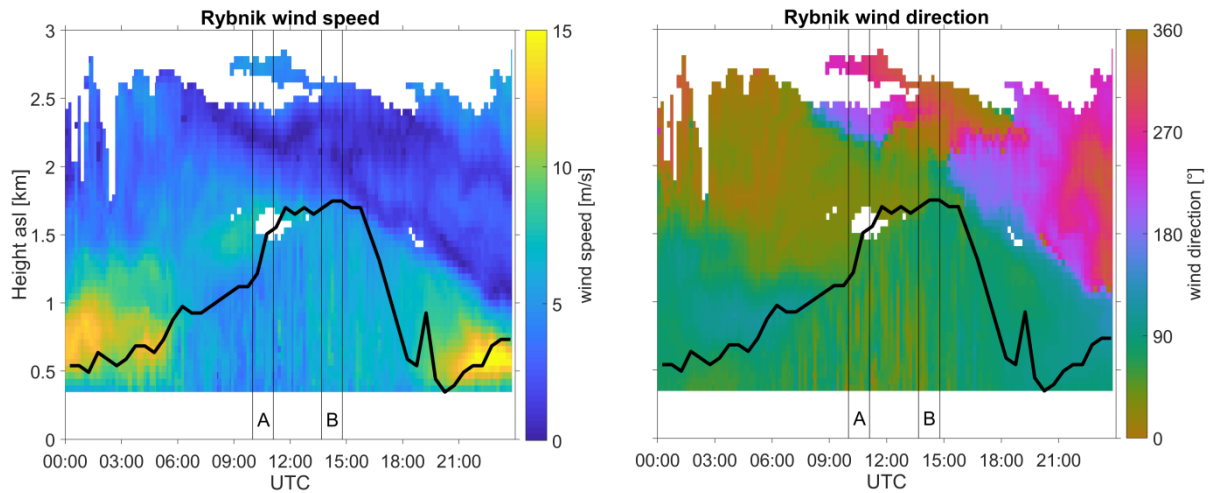 Rybnik wind speed
3
2.5
2
1.5
1
0.5
0
Height asl [km]
A
B
00:00 03:00 06:00 09:00 12:00 15:00 18:00 21:00
UTC
15
10
5
0
wind speed [m/s]
Rybnik wind direction
A
B
00:00 03:00 06:00 09:00 12:00 15:00 18:00 21:00
UTC
360
270
180
90
0
wind direction [°]